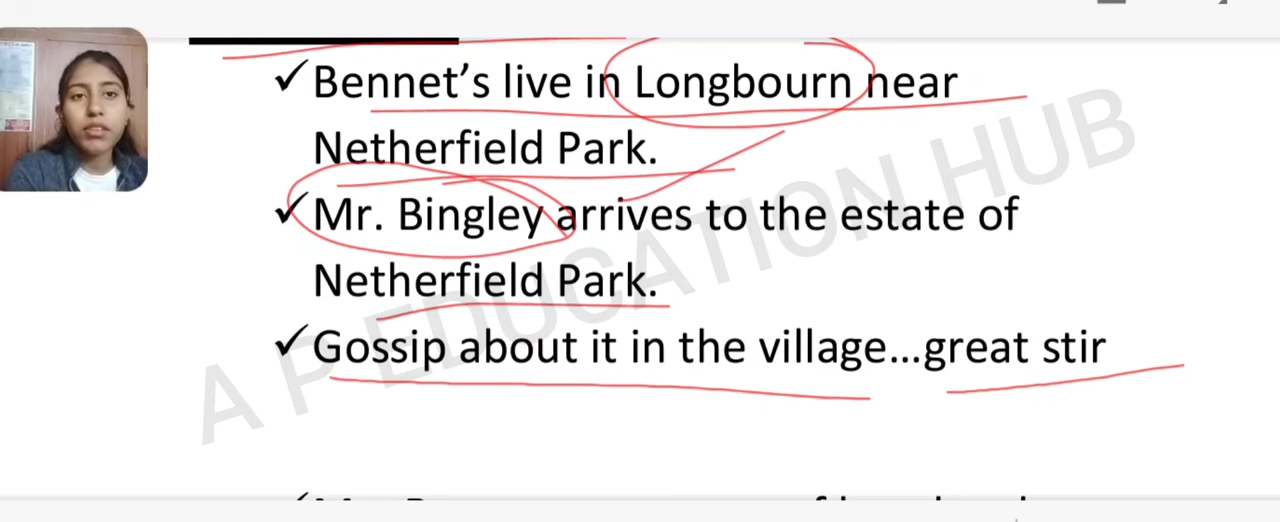 ✓Bennet’s live in Longbourn near
Netherfield Park.
✓Mr. Bingley arrives to the estate of
Netherfield Park.
✓Gossip about it in the village...great stir
A P EDUCATION HUB